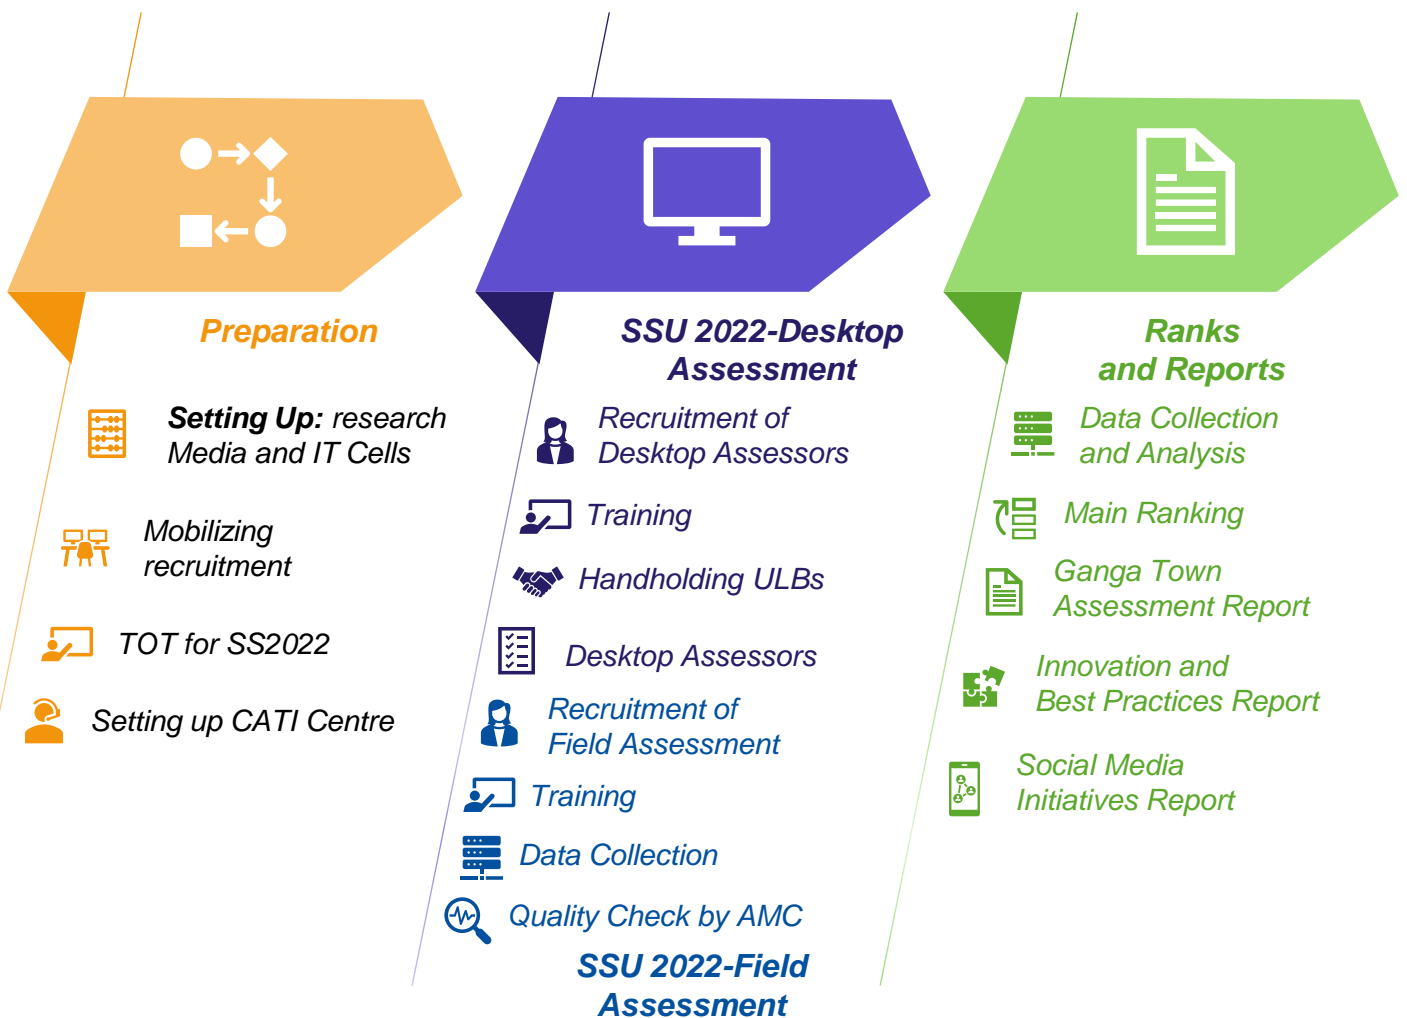 Preparation
Setting Up: research
Media and IT Cells
Mobilizing
recruitment
TOT for SS2022
Setting up CATI Centre
SSU 2022-Desktop
Assessment
Recruitment of
Desktop Assessors
Training
Handholding ULBs
Desktop Assessors
Recruitment of
Field Assessment
Training
Data Collection
Quality Check by AMC
SSU 2022-Field
Assessment
Ranks
and Reports
Data Collection
and Analysis
Main Ranking
Ganga Town
Assessment Report
Innovation and
Best Practices Report
Social Media
Initiatives Report